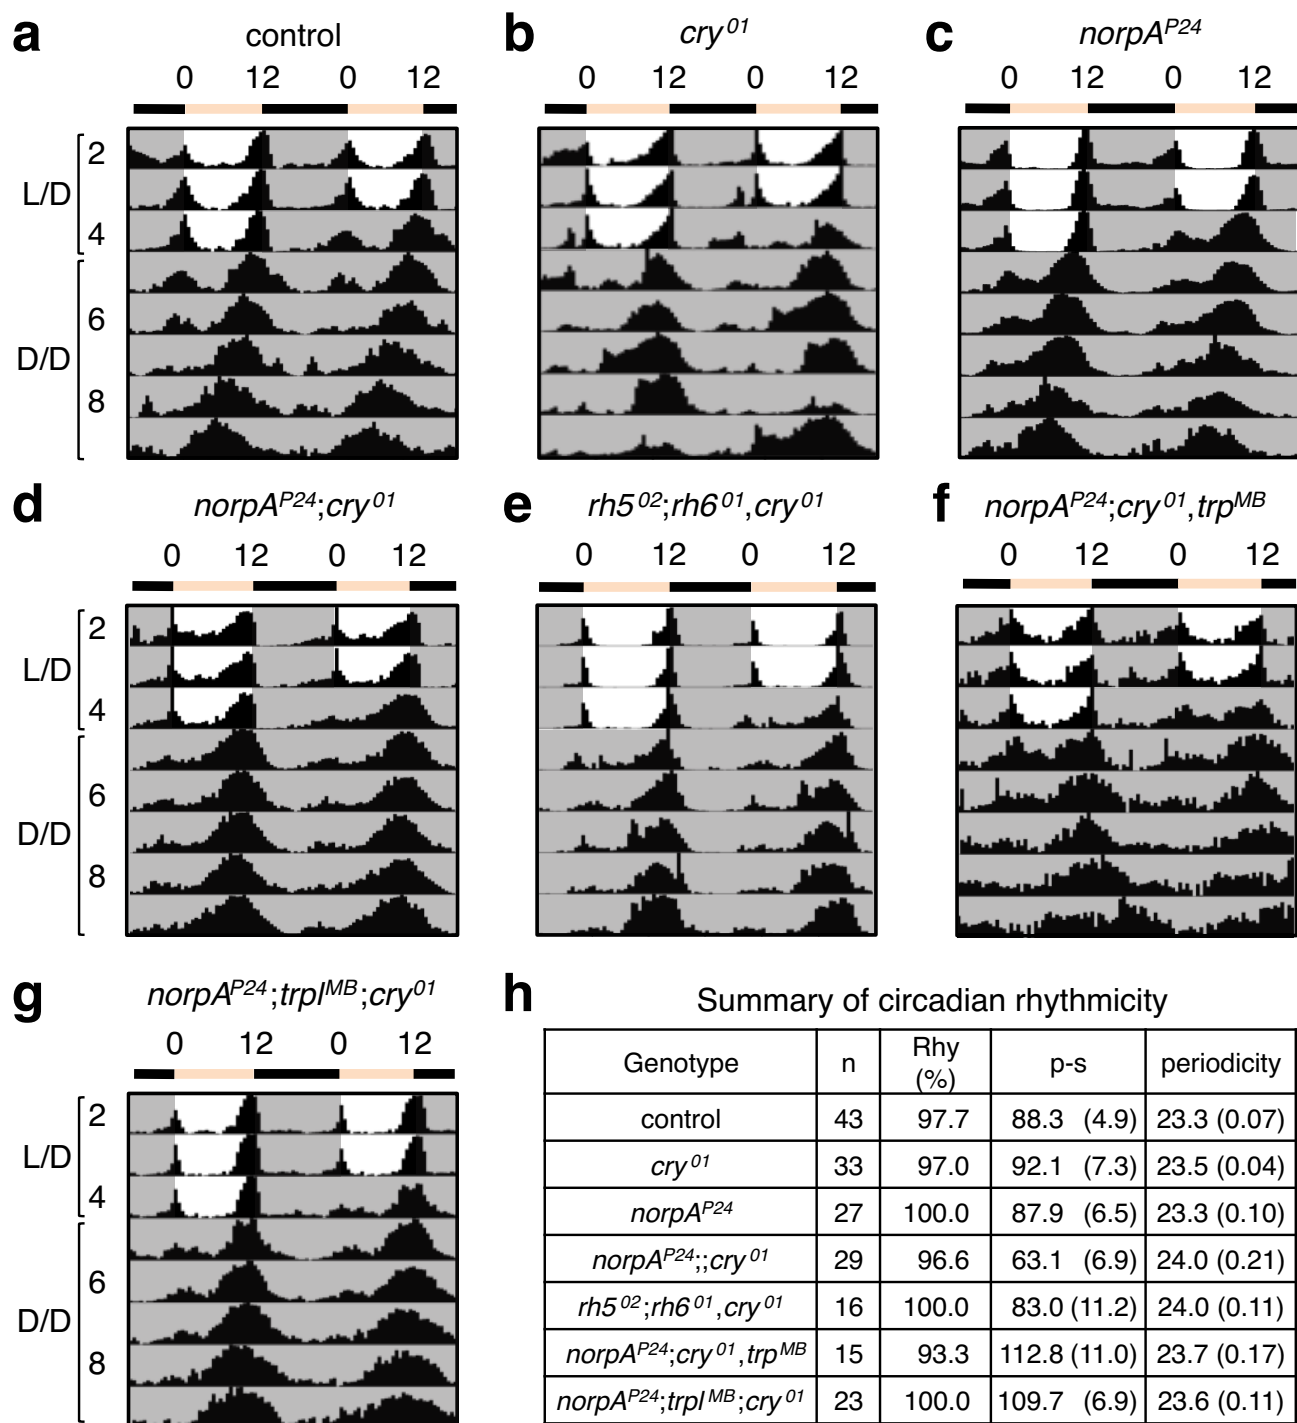 a control
0 12 0 12
L/D 2
4
D/D 6
8
b cry01
0 12 0 12
c norpAP24
0 12 0 12
d norpAP24;cry01
0 12 0 12
L/D 2
4
D/D 6
8
e rh502;rh601,cry01
0 12 0 12
f norpAP24;cry01,trpMB
0 12 0 12
g norpAP24;trplMB;cry01
0 12 0 12
L/D 2
4
D/D 6
8
h Summary of circadian rhythmicity
Genotype n Rhy (%) p-s periodicity
control 43 97.7 88.3 (4.9) 23.3 (0.07)
cry01 33 97.0 92.1 (7.3) 23.5 (0.04)
norpAP24 27 100.0 87.9 (6.5) 23.3 (0.10)
norpAP24;;cry01 29 96.6 63.1 (6.9) 24.0 (0.21)
rh502;rh601,cry01 16 100.0 83.0 (11.2) 24.0 (0.11)
norpAP24;cry01,trpMB 15 93.3 112.8 (11.0) 23.7 (0.17)
norpAP24;trplMB;cry01 23 100.0 109.7 (6.9) 23.6 (0.11)